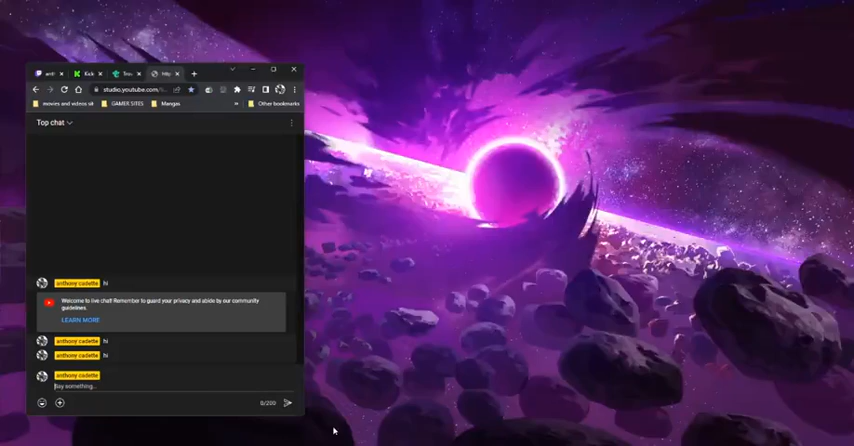 Kick
studio.youtube.com/
movies and videos sit
GAMER SITES
Mangas
»
Other bookmarks
Top chat
anthony cadette hi
Welcome to live chat! Remember to guard your privacy and abide by our community
guidelines.
LEARN MORE
anthony cadette hi
anthony cadette hi
anthony cadette
Say something...
0/200